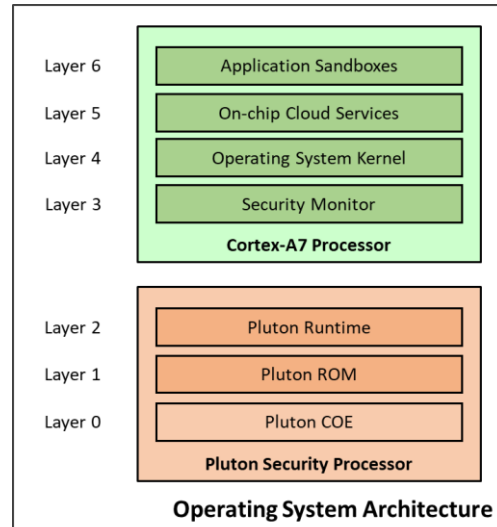 Layer 6 Application Sandboxes
Layer 5 On-chip Cloud Services
Layer 4 Operating System Kernel
Layer 3 Security Monitor
Cortex-A7 Processor
Layer 2 Pluton Runtime
Layer 1 Pluton ROM
Layer 0 Pluton COE
Pluton Security Processor
Operating System Architecture